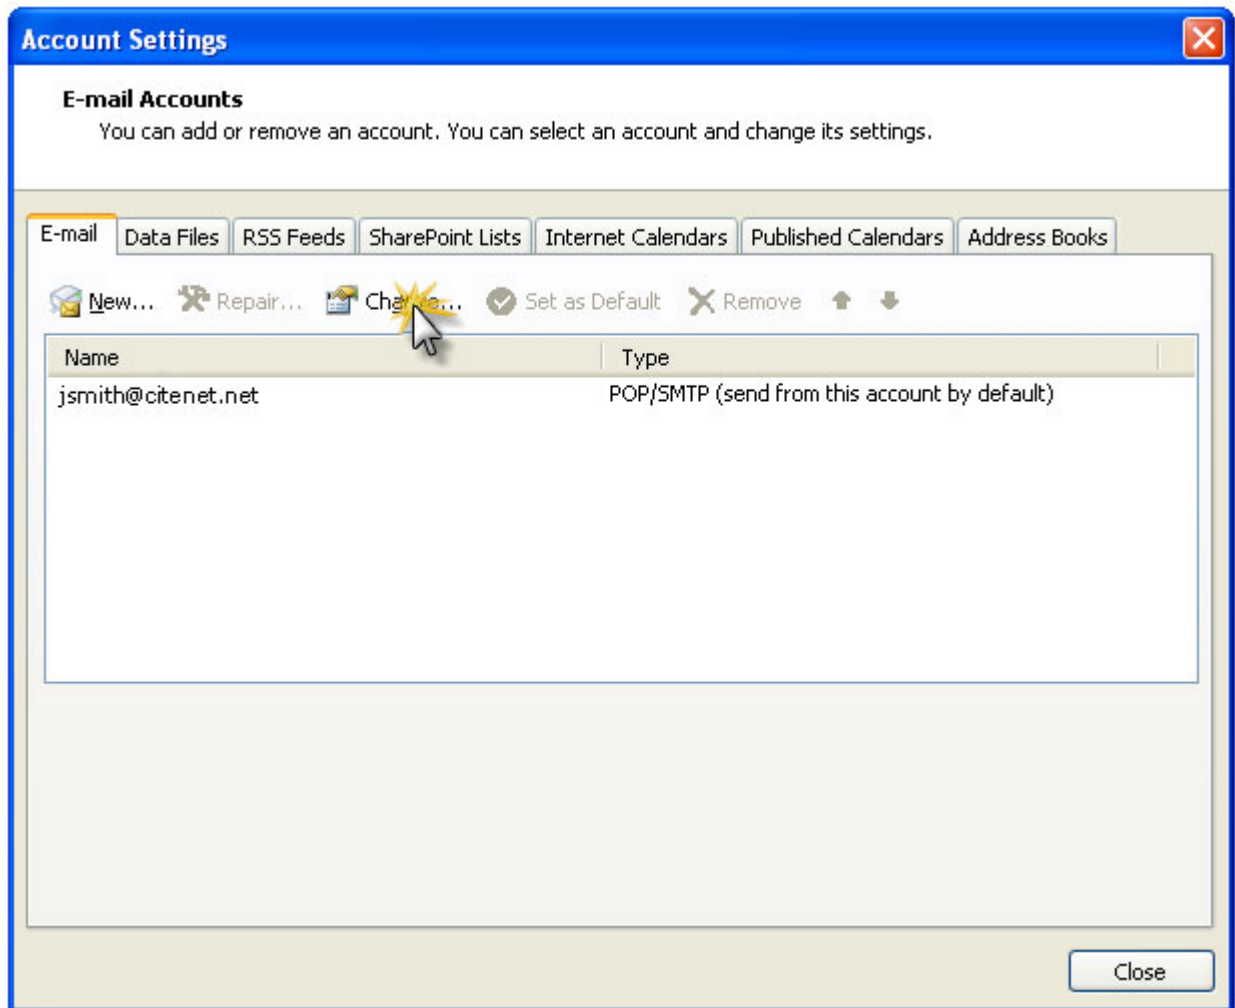 Account Settings
E-mail Accounts
You can add or remove an account. You can select an account and change its settings.
E-mail Data Files RSS Feeds SharePoint Lists Internet Calendars Published Calendars Address Books
New... Repair... Change... Set as Default Remove
Name Type
jsmith@citenet.net POP/SMTP (send from this account by default)
Close